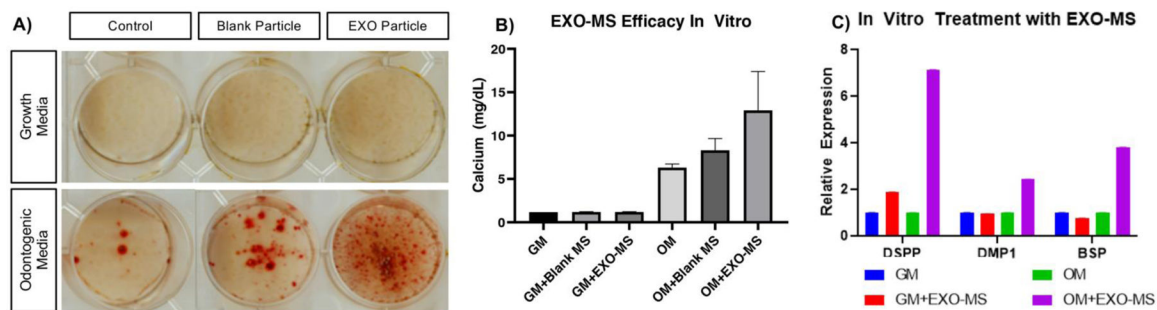 A)
Control
Blank Particle
EXO Particle
Growth
Media
Odontogenic
Media
B)
EXO-MS Efficacy In Vitro
Calcium (mg/dL)
20
15
10
5
0
GM
GM+Blank MS
GM+EXO-MS
OM
OM+Blank MS
OM+EXO-MS
C)
In Vitro Treatment with EXO-MS
Relative Expression
8
6
4
2
0
DSPP
DMP1
BSP
GM
OM
GM+EXO-MS
OM+EXO-MS